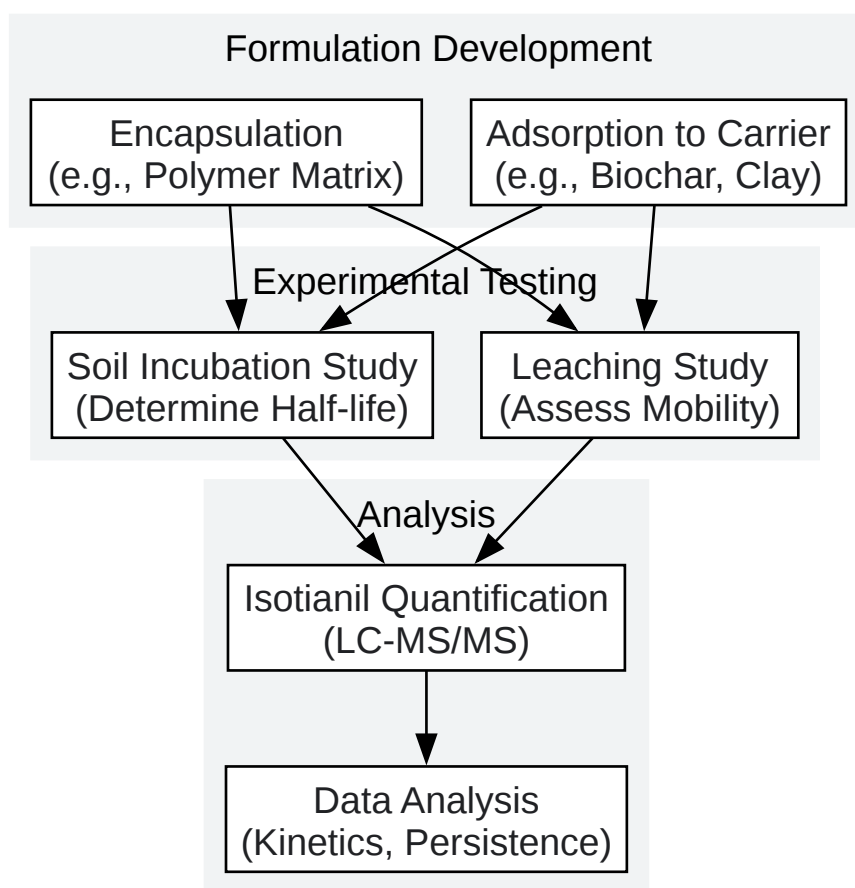 Formulation Development
Encapsulation
(e.g., Polymer Matrix)
Adsorption to Carrier
(e.g., Biochar, Clay)
Experimental Testing
Soil Incubation Study
(Determine Half-life)
Leaching Study
(Assess Mobility)
Analysis
Isotianil Quantification
(LC-MS/MS)
Data Analysis
(Kinetics, Persistence)